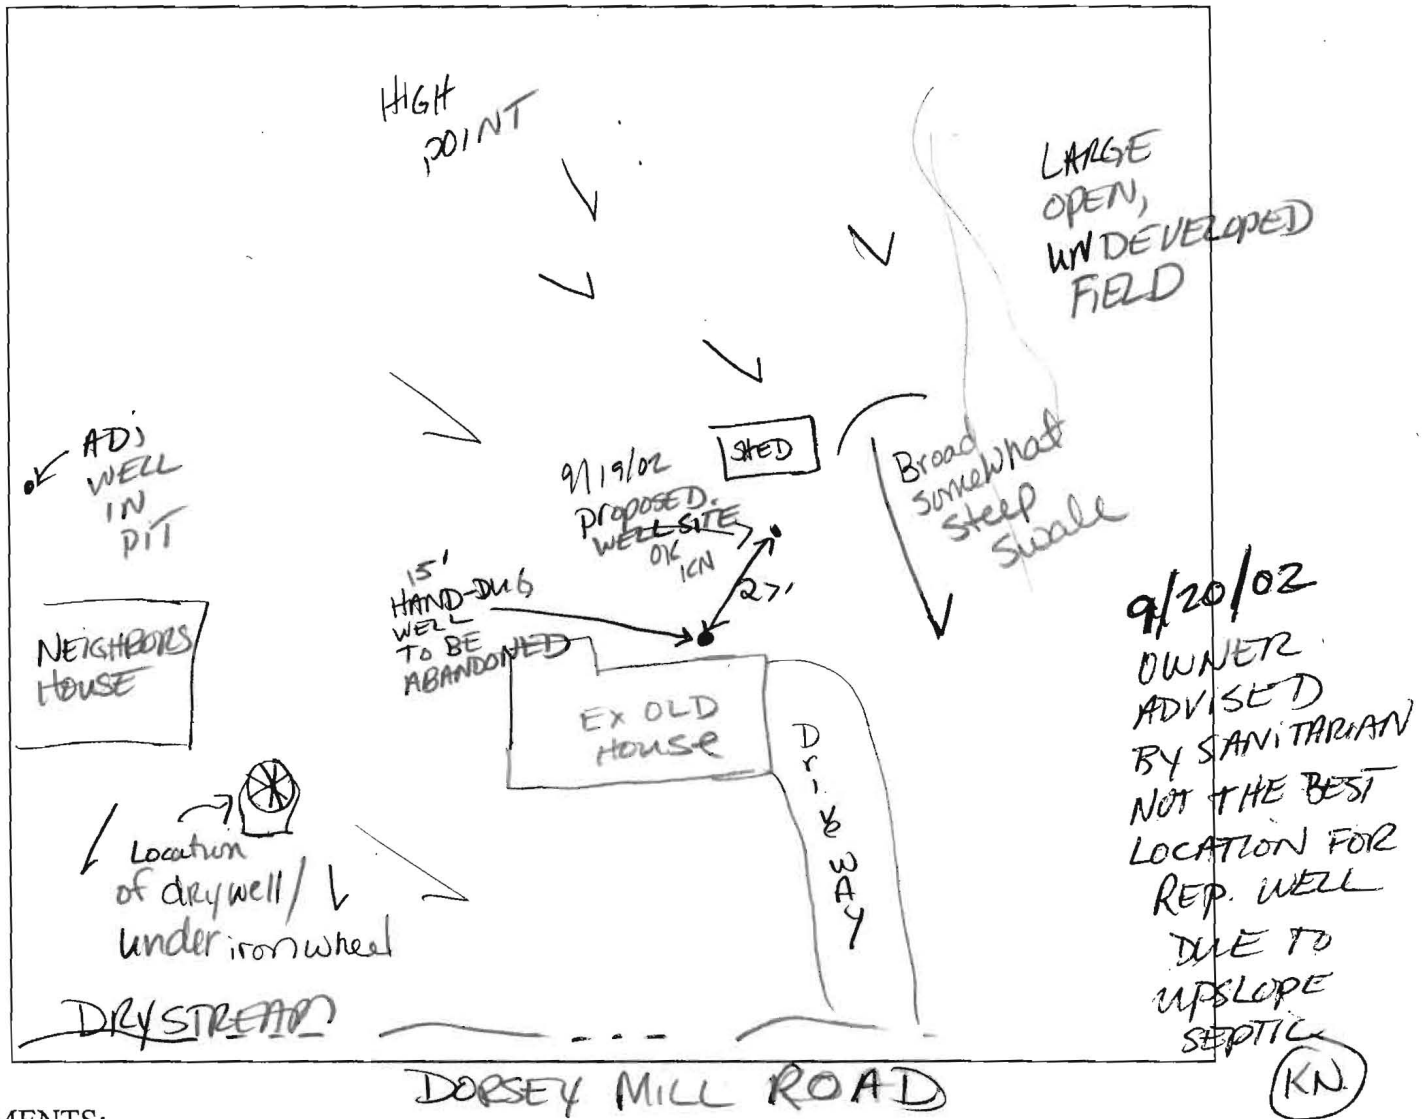 HIGH
POINT
LARGE
OPEN,
UNDEVELOPED
FIELD
ADJ
WELL
IN
PIT
SHED
9/19/02
PROPOSED
WELL SITE
OK
KN
Broad
somewhat
steep
swale
15'
HAND-DUG
WELL
TO BE
ABANDONED
27'
NEIGHBORS
HOUSE
EX OLD
HOUSE
Driveway
Location
of drywell/
under iron wheel
DRY STREAM
9/20/02
OWNER
ADVISED
BY SANITARIAN
NOT THE BEST
LOCATION FOR
REP. WELL
DUE TO
UPSLOPE
SEPTIC
KN
DORSEY MILL ROAD
MENTS: